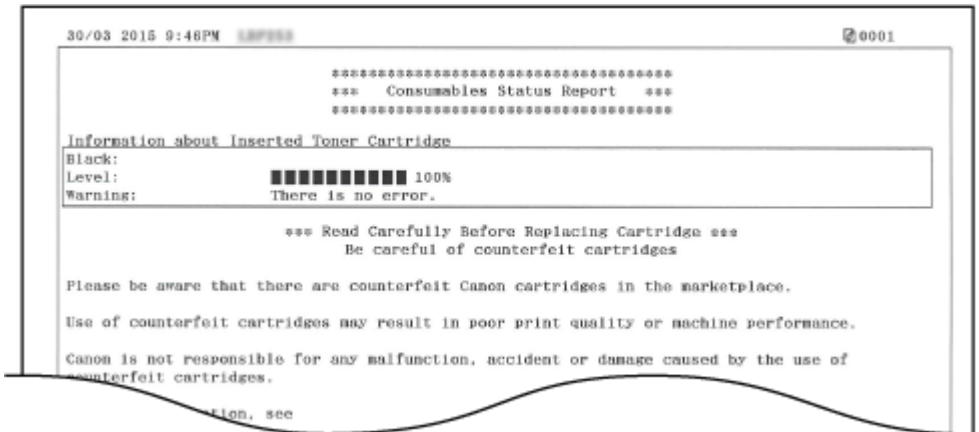 30/03 2015 9:46PM 0001
************************************
*** Consumables Status Report ***
************************************
Information about Inserted Toner Cartridge
Black:
Level: 100%
Warning: There is no error.
*** Read Carefully Before Replacing Cartridge ***
Be careful of counterfeit cartridges
Please be aware that there are counterfeit Canon cartridges in the marketplace.
Use of counterfeit cartridges may result in poor print quality or machine performance.
Canon is not responsible for any malfunction, accident or damage caused by the use of
counterfeit cartridges.
see